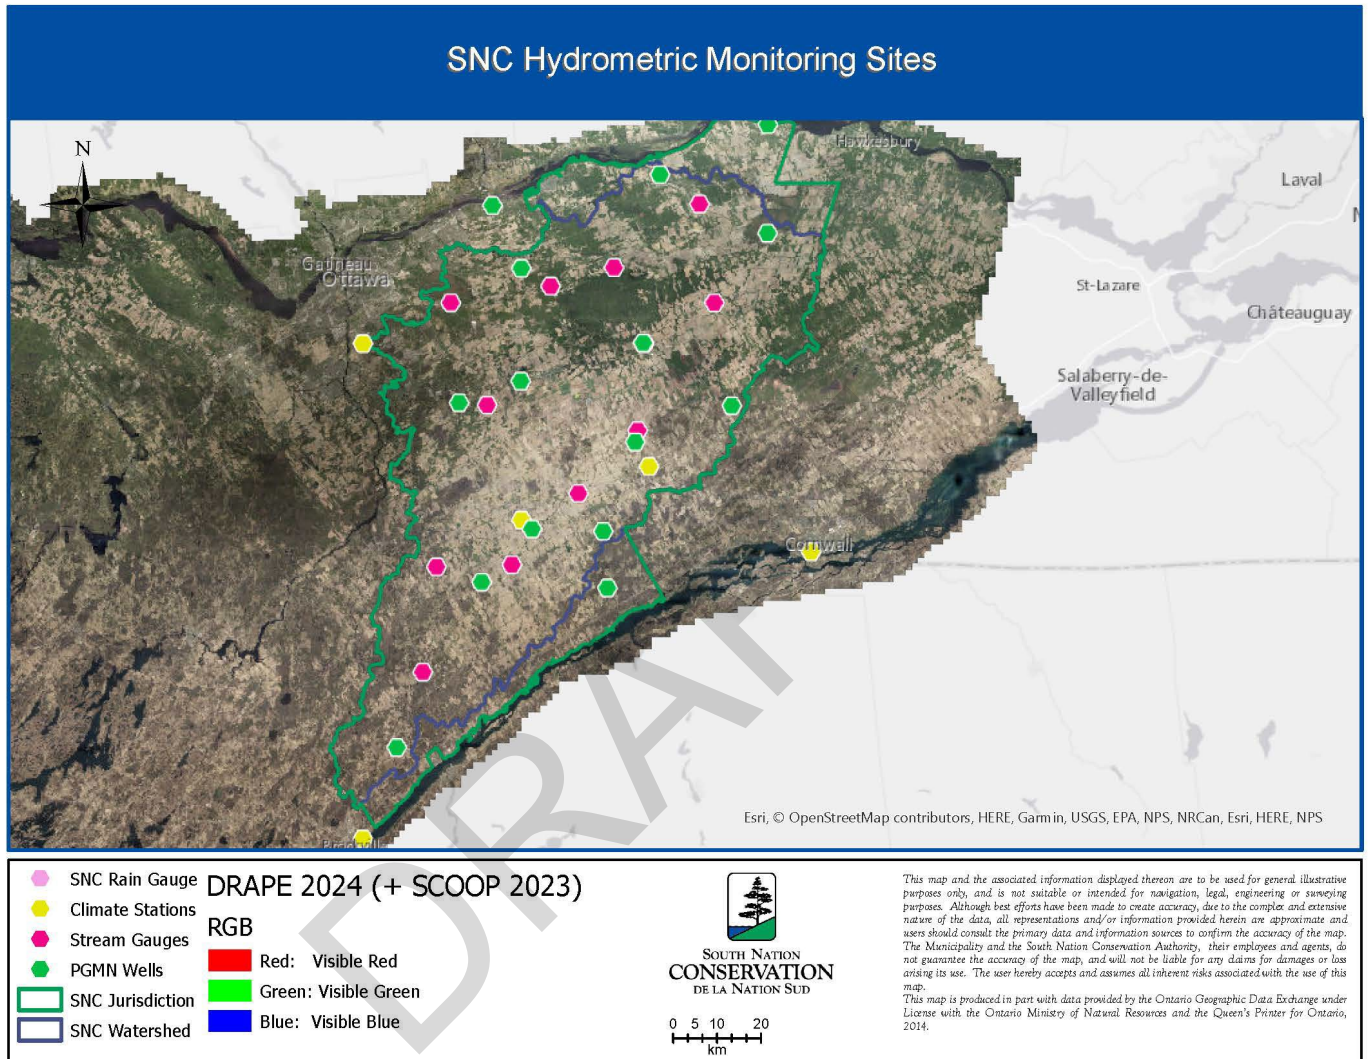 SNC Hydrometric Monitoring Sites
N
Hawkesbury
Laval
Gatineau
Ottawa
St-Lazare
Châteauguay
Salaberry-de-
Valleyfield
Cornwall
Esri, © OpenStreetMap contributors, HERE, Garmin, USGS, EPA, NPS, NRCan, Esri, HERE, NPS
DRAFT
SNC Rain Gauge
Climate Stations
Stream Gauges
PGMN Wells
SNC Jurisdiction
SNC Watershed
DRAPE 2024 (+ SCOOP 2023)
RGB
Red: Visible Red
Green: Visible Green
Blue: Visible Blue
SOUTH NATION
CONSERVATION
DE LA NATION SUD
0 5 10 20
km
This map and the associated information displayed thereon are to be used for general illustrative
purposes only, and is not suitable or intended for navigation, legal, engineering or surveying
purposes. Although best efforts have been made to create accuracy, due to the complex and extensive
nature of the data, all representations and/or information provided herein are approximate and
users should consult the primary data and information sources to confirm the accuracy of the map.
The Municipality and the South Nation Conservation Authority, their employees and agents, do
not guarantee the accuracy of the map, and will not be liable for any claims for damages or loss
arising its use. The user hereby accepts and assumes all inherent risks associated with the use of this
map.
This map is produced in part with data provided by the Ontario Geographic Data Exchange under
License with the Ontario Ministry of Natural Resources and the Queen's Printer for Ontario,
2014.